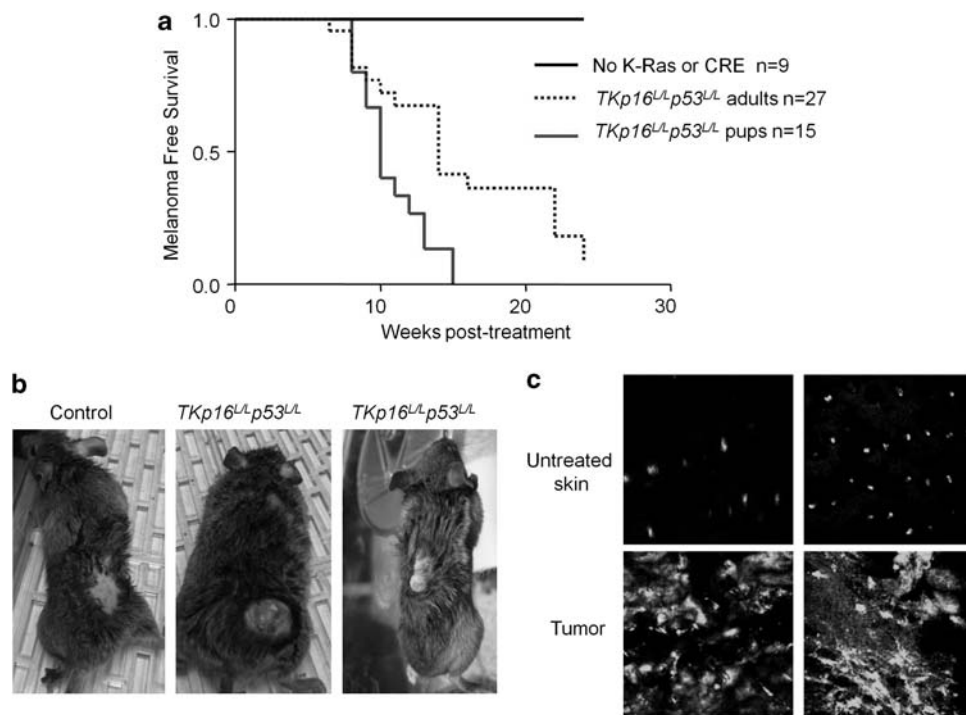 a
Melanoma Free Survival
1.0
0.5
0.0
0
10
20
30
Weeks post-treatment
No K-Ras or CRE n=9
TKp16L/Lp53L/L adults n=27
TKp16L/Lp53L/L pups n=15
b
Control
TKp16L/Lp53L/L
TKp16L/Lp53L/L
c
Untreated
skin
Tumor